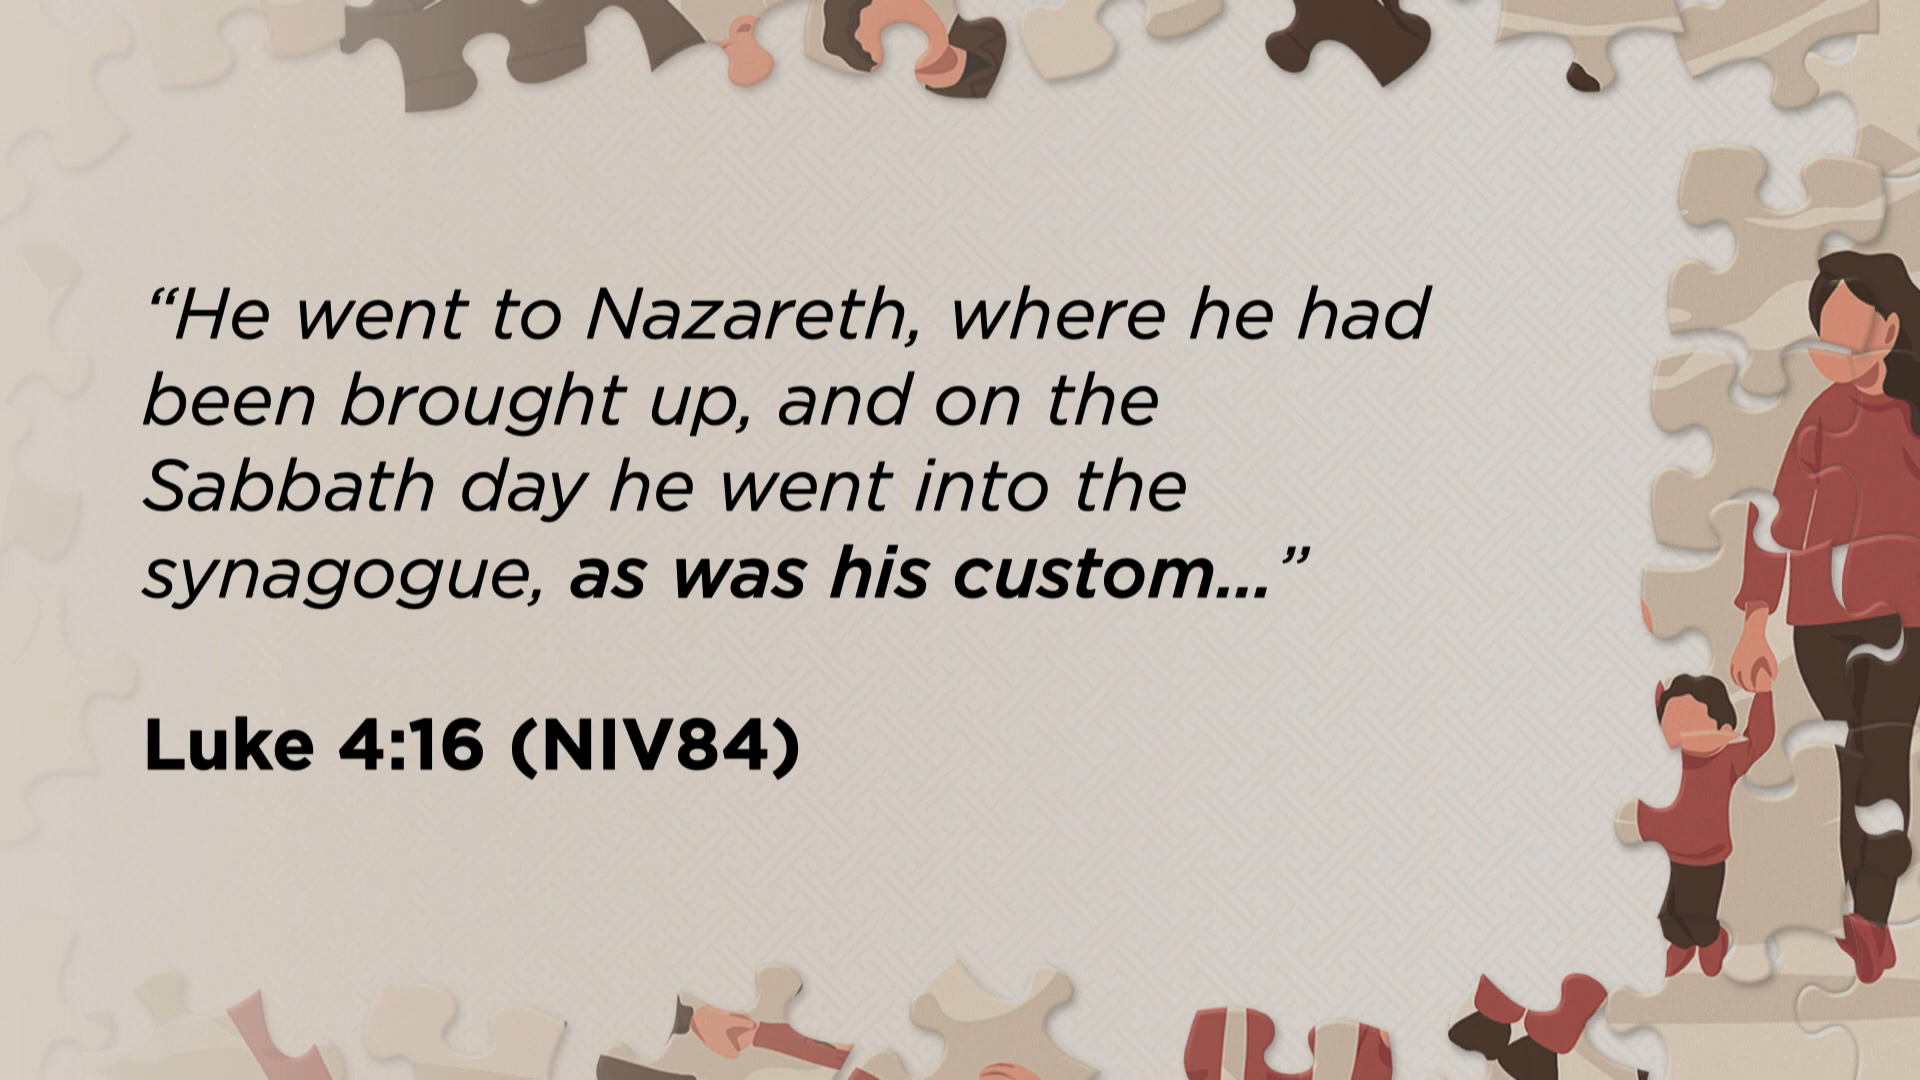 “He went to Nazareth, where he had
been brought up, and on the
Sabbath day he went into the
synagogue, as was his custom...”
Luke 4:16 (NIV84)